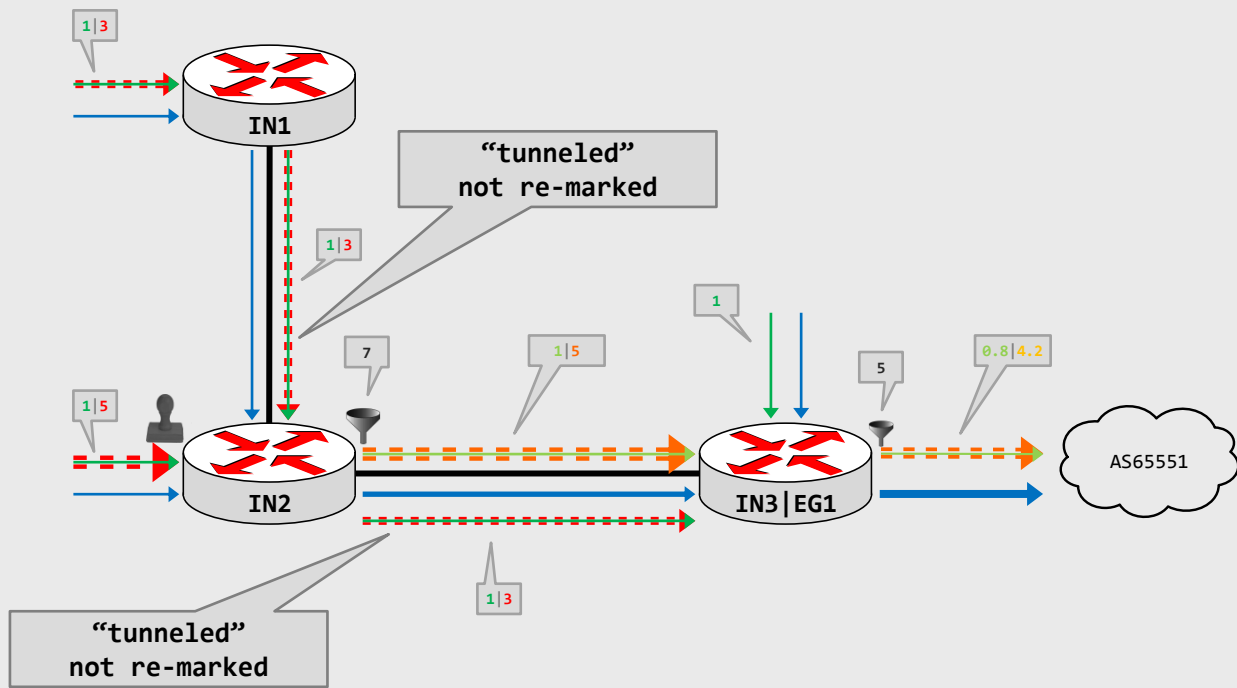 1|3
IN1
“tunneled”
not re-marked
1|3
1
7
1|5
5
0.8|4.2
1|5
IN2
IN3|EG1
AS65551
1|3
“tunneled”
not re-marked